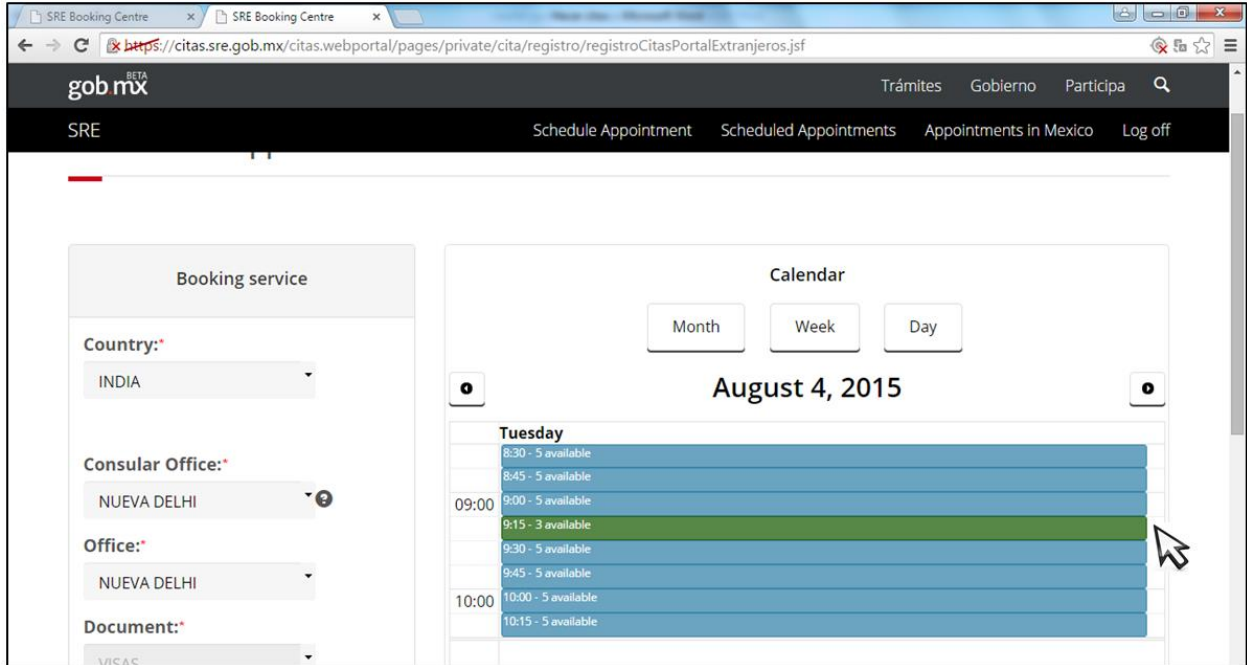 SRE Booking Centre
SRE Booking Centre
https://citas.sre.gob.mx/citas.webportal/pages/private/cita/registro/registroCitasPortalExtranjeros.jsf
gob.mx BETA
Trámites Gobierno Participa
SRE
Schedule Appointment Scheduled Appointments Appointments in Mexico Log off
Booking service
Country:*
INDIA
Consular Office:*
NUEVA DELHI
Office:*
NUEVA DELHI
Document:*
VISAS
Calendar
Month Week Day
August 4, 2015
Tuesday
8:30 - 5 available
8:45 - 5 available
09:00 9:00 - 5 available
9:15 - 3 available
9:30 - 5 available
9:45 - 5 available
10:00 10:00 - 5 available
10:15 - 5 available